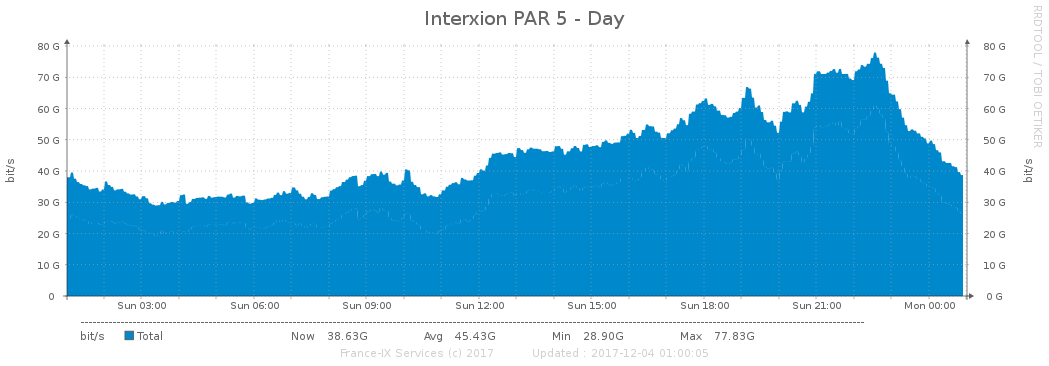 Interxion PAR 5 - Day
RRDTOOL / TOBI OETIKER
80 G 80 G
70 G 70 G
60 G 60 G
50 G 50 G
40 G 40 G
30 G 30 G
20 G 20 G
10 G 10 G
0 0 G
bit/s bit/s
Sun 03:00 Sun 06:00 Sun 09:00 Sun 12:00 Sun 15:00 Sun 18:00 Sun 21:00 Mon 00:00
bit/s Total Now 38.63G Avg 45.43G Min 28.90G Max 77.83G
France-IX Services (c) 2017 Updated : 2017-12-04 01:00:05